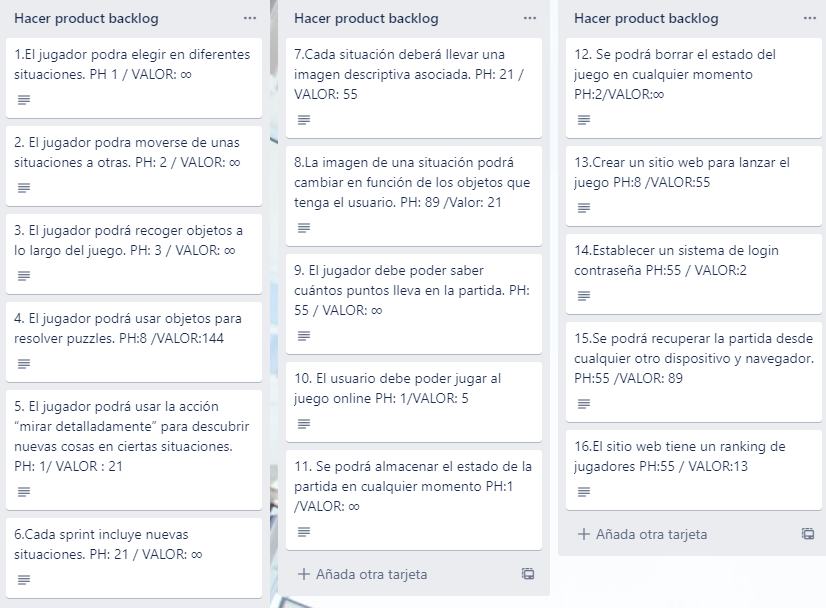 Hacer product backlog
1.El jugador podra elegir en diferentes
situaciones. PH 1 / VALOR: ∞
2. El jugador podra moverse de unas
situaciones a otras. PH: 2 / VALOR: ∞
3. El jugador podrá recoger objetos a
lo largo del juego. PH: 3 / VALOR: ∞
4. El jugador podrá usar objetos para
resolver puzzles. PH:8 /VALOR:144
5. El jugador podrá usar la acción
“mirar detalladamente” para descubrir
nuevas cosas en ciertas situaciones.
PH: 1/ VALOR : 21
6.Cada sprint incluye nuevas
situaciones. PH: 21 / VALOR: ∞
Hacer product backlog
7.Cada situación deberá llevar una
imagen descriptiva asociada. PH: 21 /
VALOR: 55
8.La imagen de una situación podrá
cambiar en función de los objetos que
tenga el usuario. PH: 89 /Valor: 21
9. El jugador debe poder saber
cuántos puntos lleva en la partida. PH:
55 / VALOR: ∞
10. El usuario debe poder jugar al
juego online PH: 1/VALOR: 5
11. Se podrá almacenar el estado de la
partida en cualquier momento PH:1
/VALOR: ∞
Añada otra tarjeta
Hacer product backlog
12. Se podrá borrar el estado del
juego en cualquier momento
PH:2/VALOR:∞
13.Crear un sitio web para lanzar el
juego PH:8 /VALOR:55
14.Establecer un sistema de login
contraseña PH:55 / VALOR:2
15.Se podrá recuperar la partida desde
cualquier otro dispositivo y navegador.
PH:55 /VALOR: 89
16.El sitio web tiene un ranking de
jugadores PH:55 / VALOR:13
Añada otra tarjeta